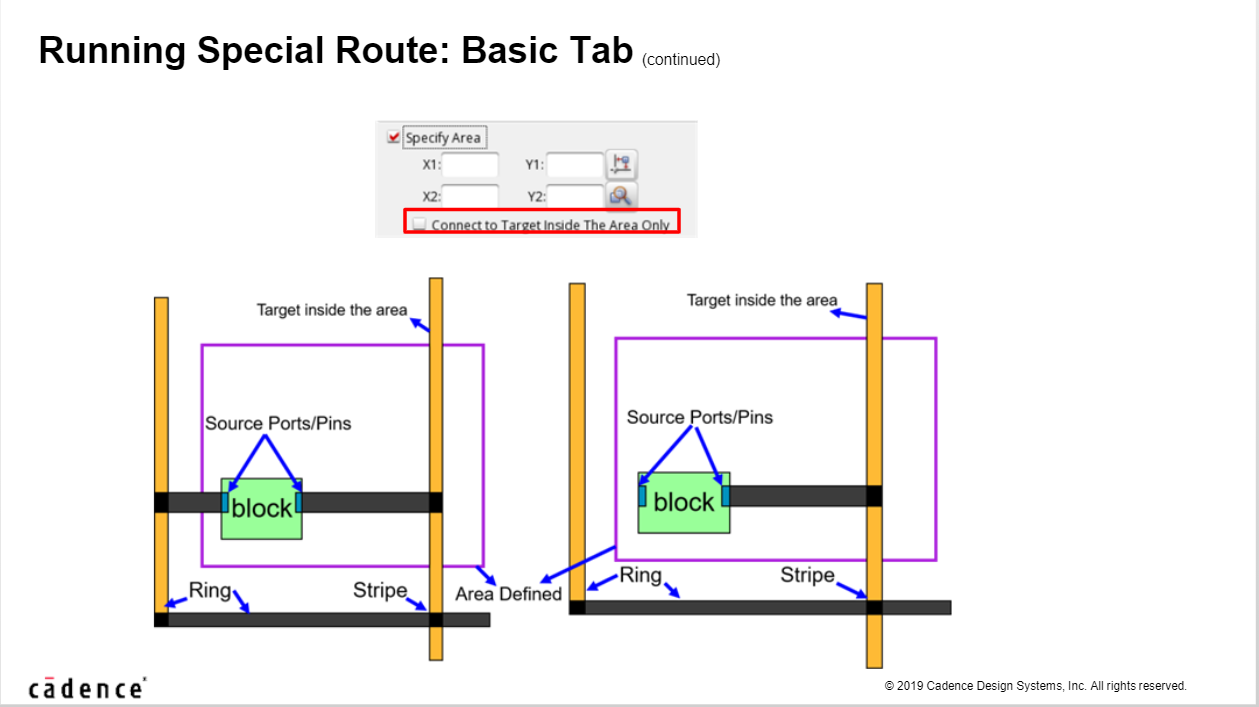 Running Special Route: Basic Tab (continued)
Specify Area
X1: Y1:
X2: Y2:
Connect to Target Inside The Area Only
Target inside the area
Source Ports/Pins
block
Ring
Stripe
Area Defined
Target inside the area
Source Ports/Pins
block
Ring
Stripe
cādence
© 2019 Cadence Design Systems, Inc. All rights reserved.